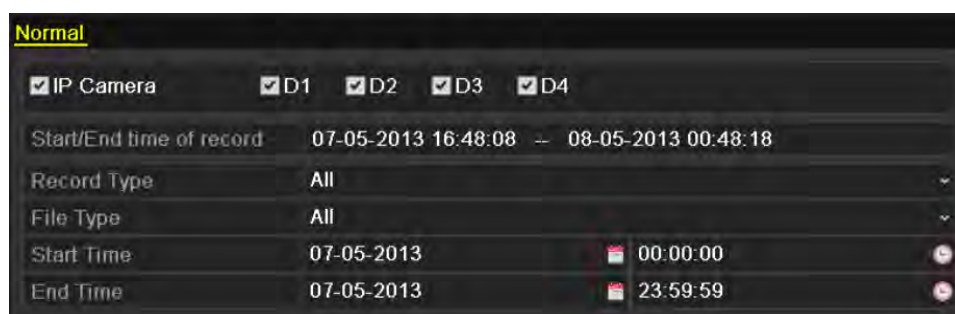 Normal
IP Camera D1 D2 D3 D4
Start/End time of record 07-05-2013 16:48:08 -- 08-05-2013 00:48:18
Record Type All
File Type All
Start Time 07-05-2013 00:00:00
End Time 07-05-2013 23:59:59